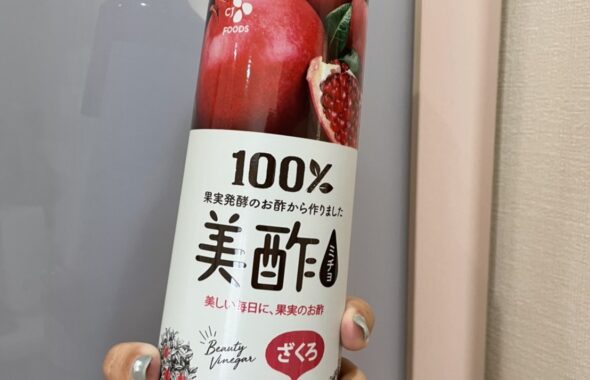 CJ
FOODS
100%
果実発酵のお酢から作りました
美酢
ミチョ
美しい毎日に、果実のお酢
Beauty
Vinegar
ざくろ